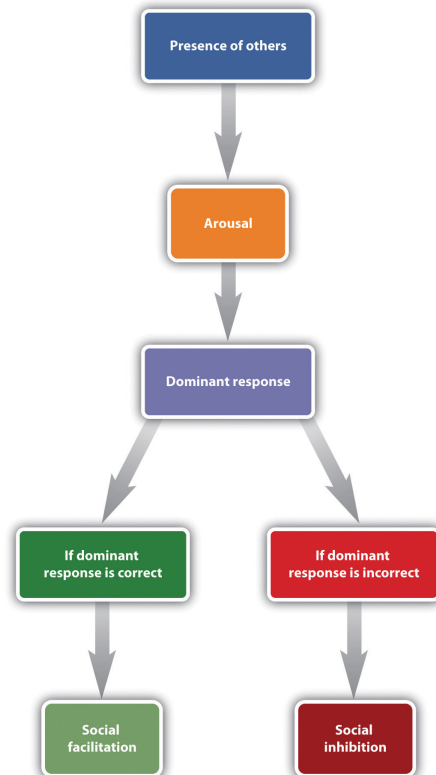 Presence of others
Arousal
Dominant response
If dominant
response is correct
If dominant
response is incorrect
Social
facilitation
Social
inhibition